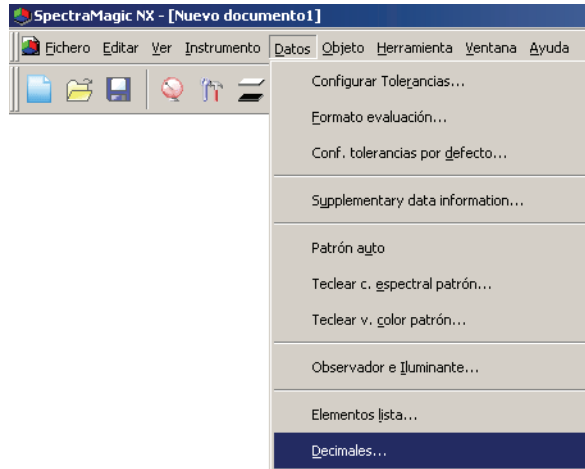 SpectraMagic NX - [Nuevo documento1]
Fichero Editar Ver Instrumento Datos Objeto Herramienta Ventana Ayuda
Configurar Tolerancias...
Formato evaluación...
Conf. tolerancias por defecto...
Supplementary data information...
Patrón auto
Teclear c. espectral patrón...
Teclear v. color patrón...
Observador e Iluminante...
Elementos lista...
Decimales...